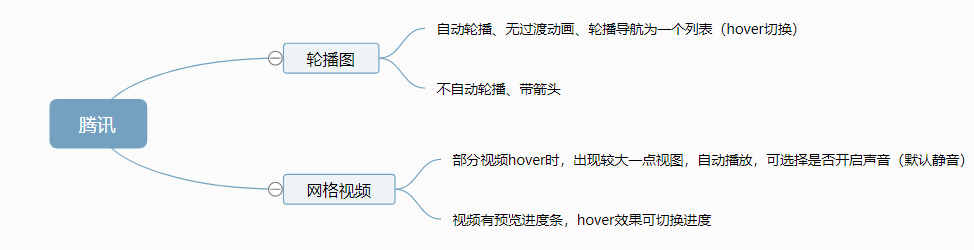 腾讯
轮播图
自动轮播、无过渡动画、轮播导航为一个列表（hover切换）
不自动轮播、带箭头
网格视频
部分视频hover时，出现较大一点视图，自动播放，可选择是否开启声音（默认静音）
视频有预览进度条，hover效果可切换进度